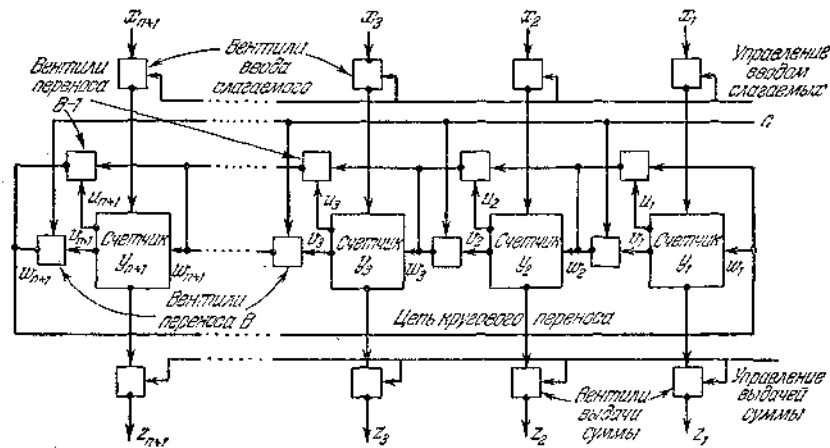 x_{n+1}
x_3
x_2
x_1
Вентили
ввода
слагаемого
Управление
вводом
слагаемых
Вентили
переноса
В-1
П
u_{n+1}
u_3
u_2
u_1
v_{n+1}
v_3
v_2
v_1
Счетчик
y_{n+1}
Счетчик
y_3
Счетчик
y_2
Счетчик
y_1
w_{n+1}
w_{n+1}
w_3
w_2
w_1
Вентили
переноса В
Цепь кругового переноса
Вентили
выдачи
суммы
Управление
выдачей
суммы
z_{n+1}
z_3
z_2
z_1